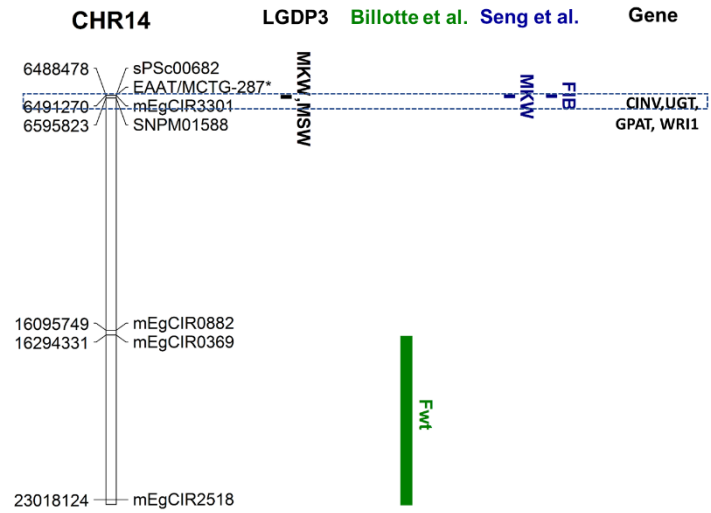 CHR14 LGDP3 Billotte et al. Seng et al. Gene
6488478 sPSc00682
EAAT/MCTG-287*
6491270 mEgCIR3301
6595823 SNPM01588
MKW ,MSW
MKW
FIB
CINV,UGT,
GPAT, WRI1
16095749 mEgCIR0882
16294331 mEgCIR0369
Fwt
23018124 mEgCIR2518